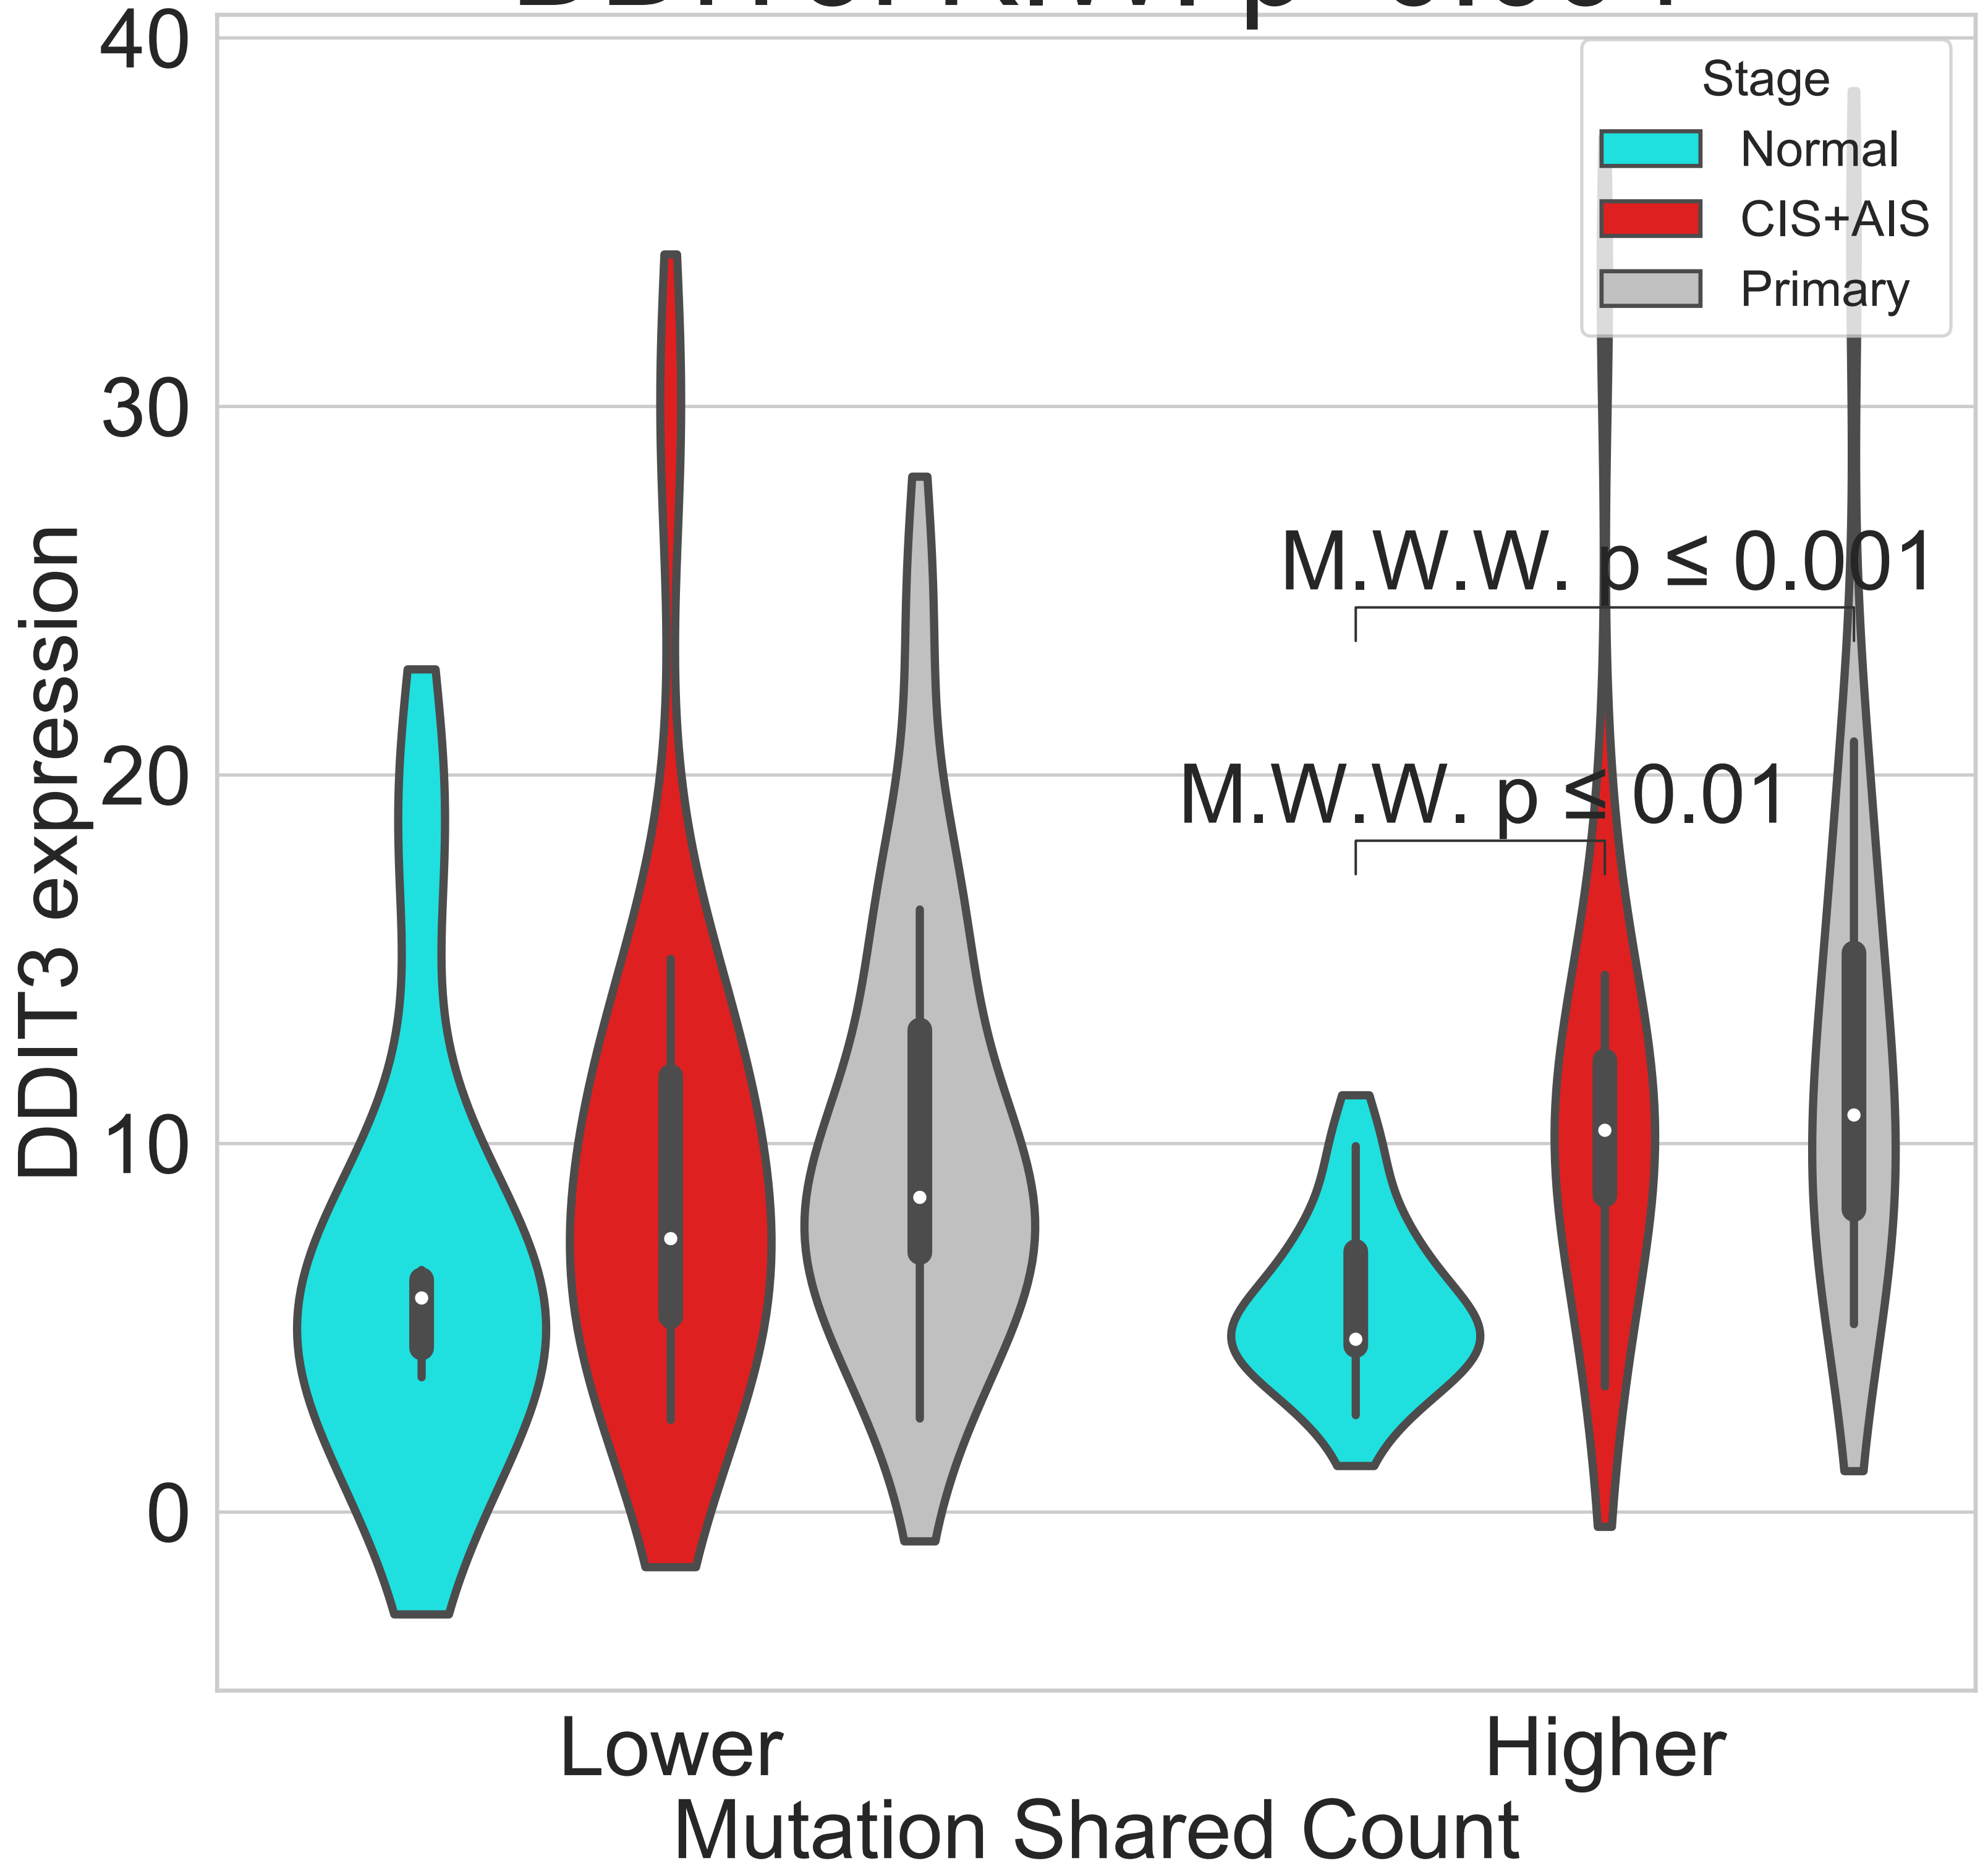 40
30
20
10
0
DDIT3 expression
Stage
Normal
CIS+AIS
Primary
M.W.W. p ≤ 0.001
M.W.W. p ≤ 0.01
Lower
Higher
Mutation Shared Count